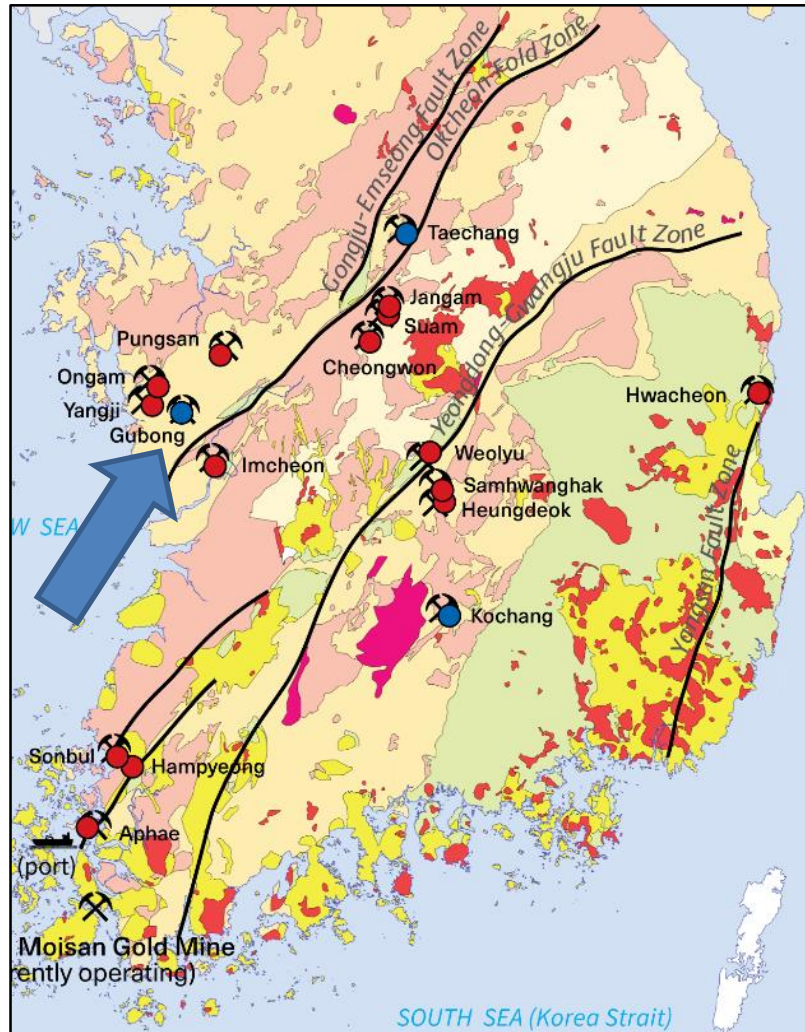 Gongju-Emseong Fault Zone
Okcheon Fold Zone
Taechang
Yeongdong-Gwangju Fault Zone
Jangam
Suam
Pungsan
Cheongwon
Ongam
Hwacheon
Yangji
Gubong
Weolyu
Imcheon
Samhwanghak
Heungdeok
W SEA
Yangsan Fault Zone
Kochang
Sonbul
Hampyeong
Aphae
(port)
Mojsan Gold Mine
rently operating)
SOUTH SEA (Korea Strait)